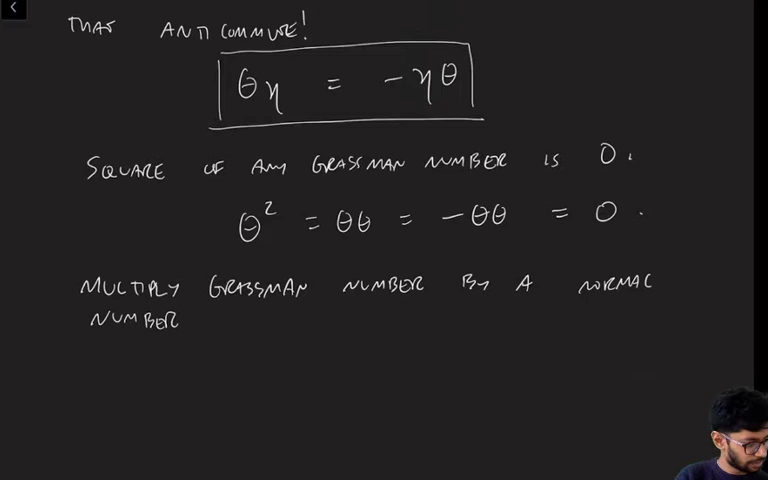 THAT ANTI COMMUTE!
θη = -ηθ
SQUARE OF ANY GRASSMAN NUMBER IS 0.
θ² = θθ = -θθ = 0.
MULTIPLY GRASSMAN NUMBER BY A NORMAL
NUMBER